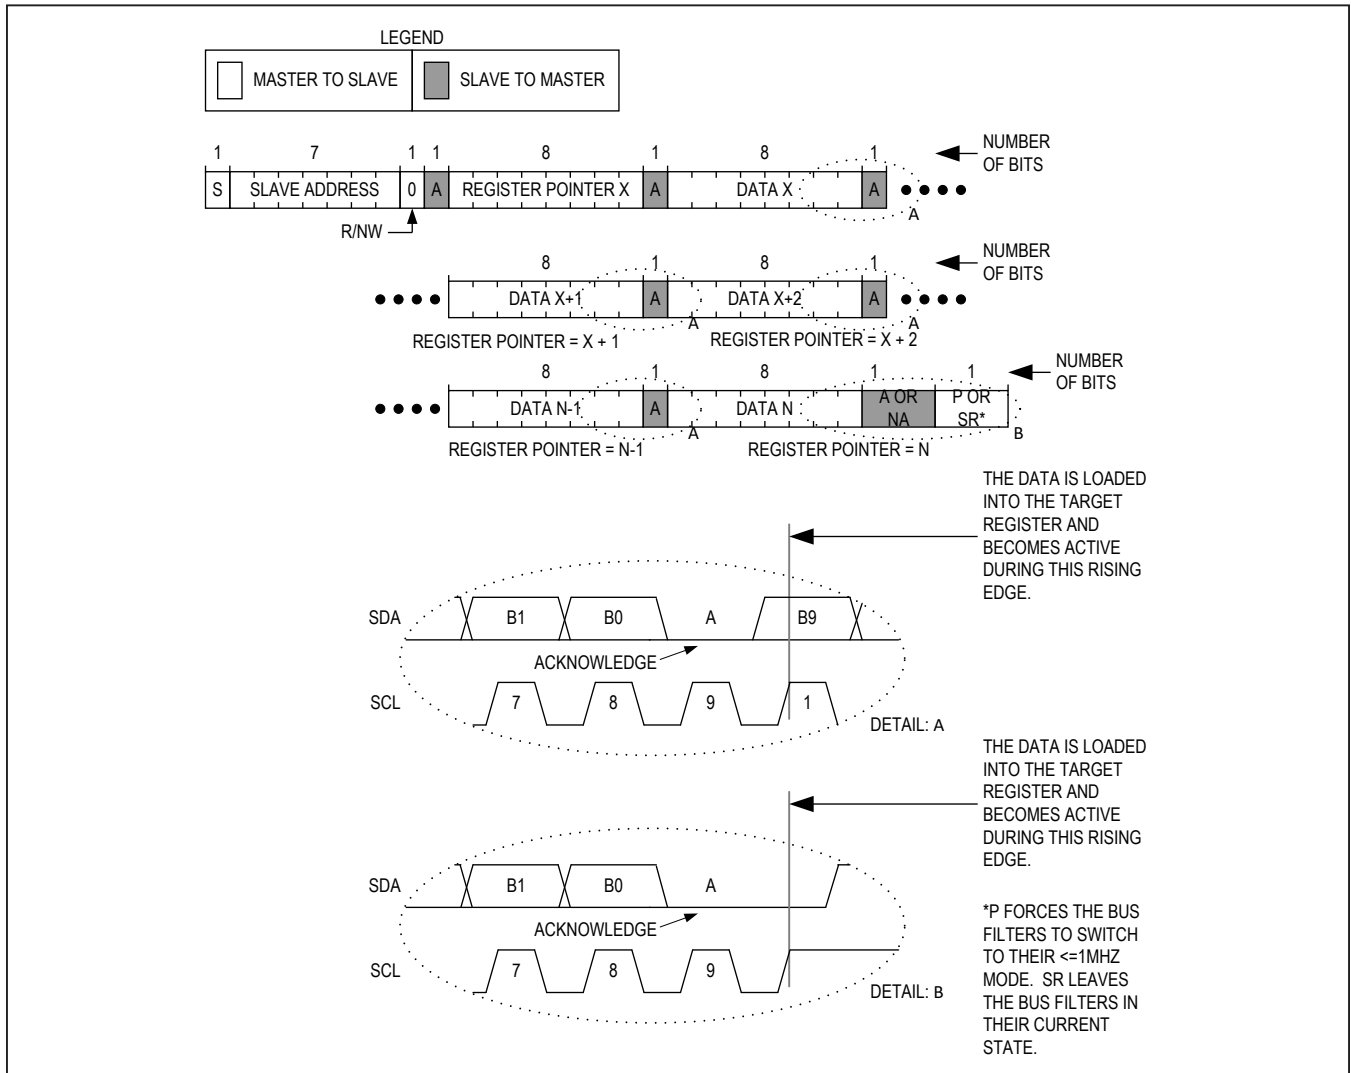 LEGEND
MASTER TO SLAVE
SLAVE TO MASTER
1 7 1 1 8 1 8 1
NUMBER
OF BITS
S SLAVE ADDRESS 0 A REGISTER POINTER X A DATA X A
A
R/NW
8 1 8 1
NUMBER
OF BITS
DATA X+1 A DATA X+2 A
A A
REGISTER POINTER = X + 1 REGISTER POINTER = X + 2
8 1 8 1 1
NUMBER
OF BITS
DATA N-1 A DATA N A OR
NA
P OR
SR*
A B
REGISTER POINTER = N-1 REGISTER POINTER = N
THE DATA IS LOADED
INTO THE TARGET
REGISTER AND
BECOMES ACTIVE
DURING THIS RISING
EDGE.
SDA B1 B0 A B9
ACKNOWLEDGE
SCL 7 8 9 1
DETAIL: A
THE DATA IS LOADED
INTO THE TARGET
REGISTER AND
BECOMES ACTIVE
DURING THIS RISING
EDGE.
SDA B1 B0 A
ACKNOWLEDGE
SCL 7 8 9
DETAIL: B
*P FORCES THE BUS
FILTERS TO SWITCH
TO THEIR <=1MHZ
MODE. SR LEAVES
THE BUS FILTERS IN
THEIR CURRENT
STATE.